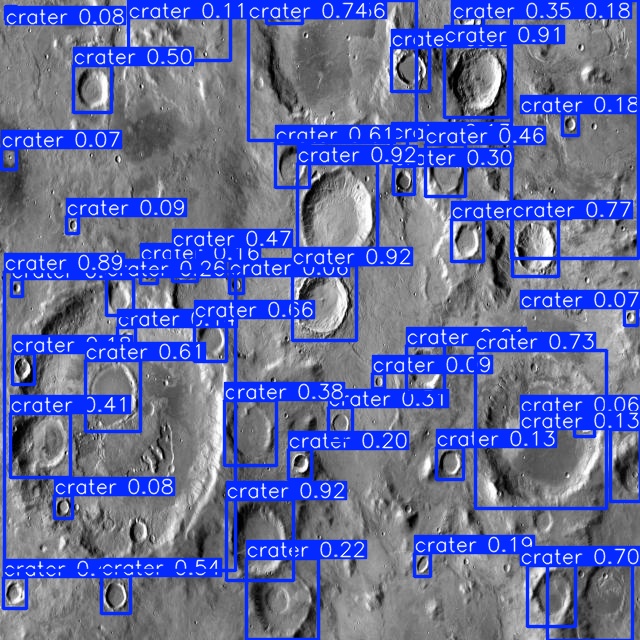 crater 0.08
crater 0.11
crater 0.74
crater 0.35
0.18
crater 0.91
crater 0.50
crater 0.18
crater 0.07
crater 0.61
crater 0.46
crater 0.92
0.30
crater 0.09
crater 0.77
crater 0.47
crater 0.89
crater 0.92
crater 0.07
crater 0.66
crater 0.61
crater 0.73
crater 0.09
crater 0.38
crater 0.41
crater 0.06
crater 0.13
crater 0.20
crater 0.13
crater 0.08
crater 0.92
crater 0.22
crater 0.19
crater 0.70
crater 0.54